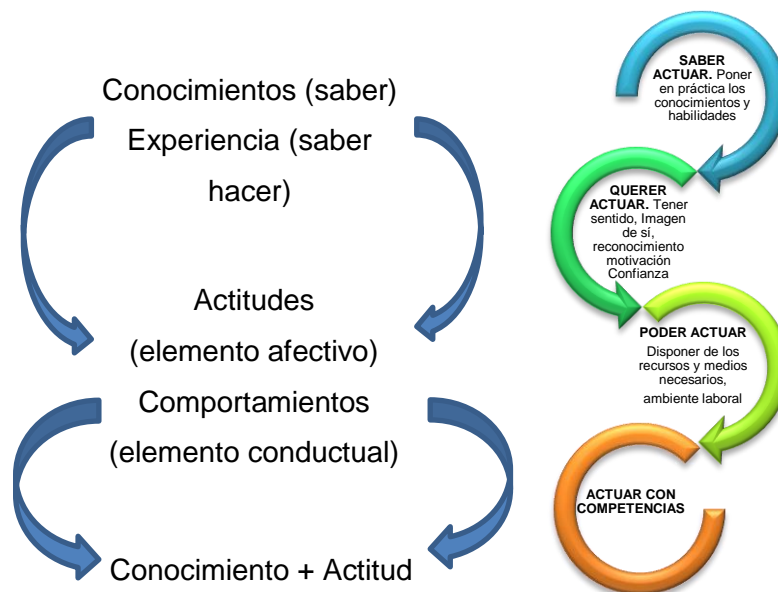 Conocimientos (saber)
Experiencia (saber
hacer)
Actitudes
(elemento afectivo)
Comportamientos
(elemento conductual)
Conocimiento + Actitud
SABER
ACTUAR. Poner
en práctica los
conocimientos y
habilidades
QUERER
ACTUAR. Tener
sentido, Imagen
de sí,
reconocimiento
motivación
Confianza
PODER ACTUAR
Disponer de los
recursos y medios
necesarios,
ambiente laboral
ACTUAR CON
COMPETENCIAS